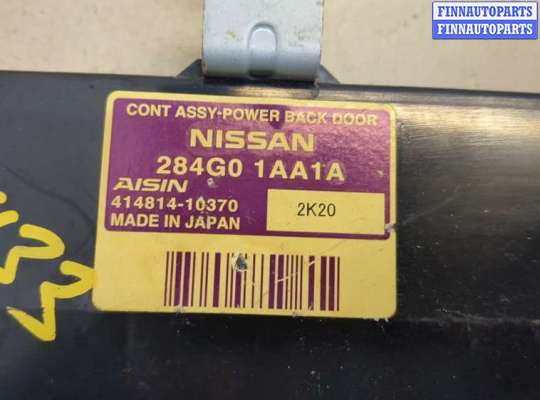 FINNAUTOPARTS
FINNAUTOPARTS
CONT ASSY-POWER BACK DOOR
NISSAN
284G0 1AA1A
AISIN
414814-10370
2K20
MADE IN JAPAN